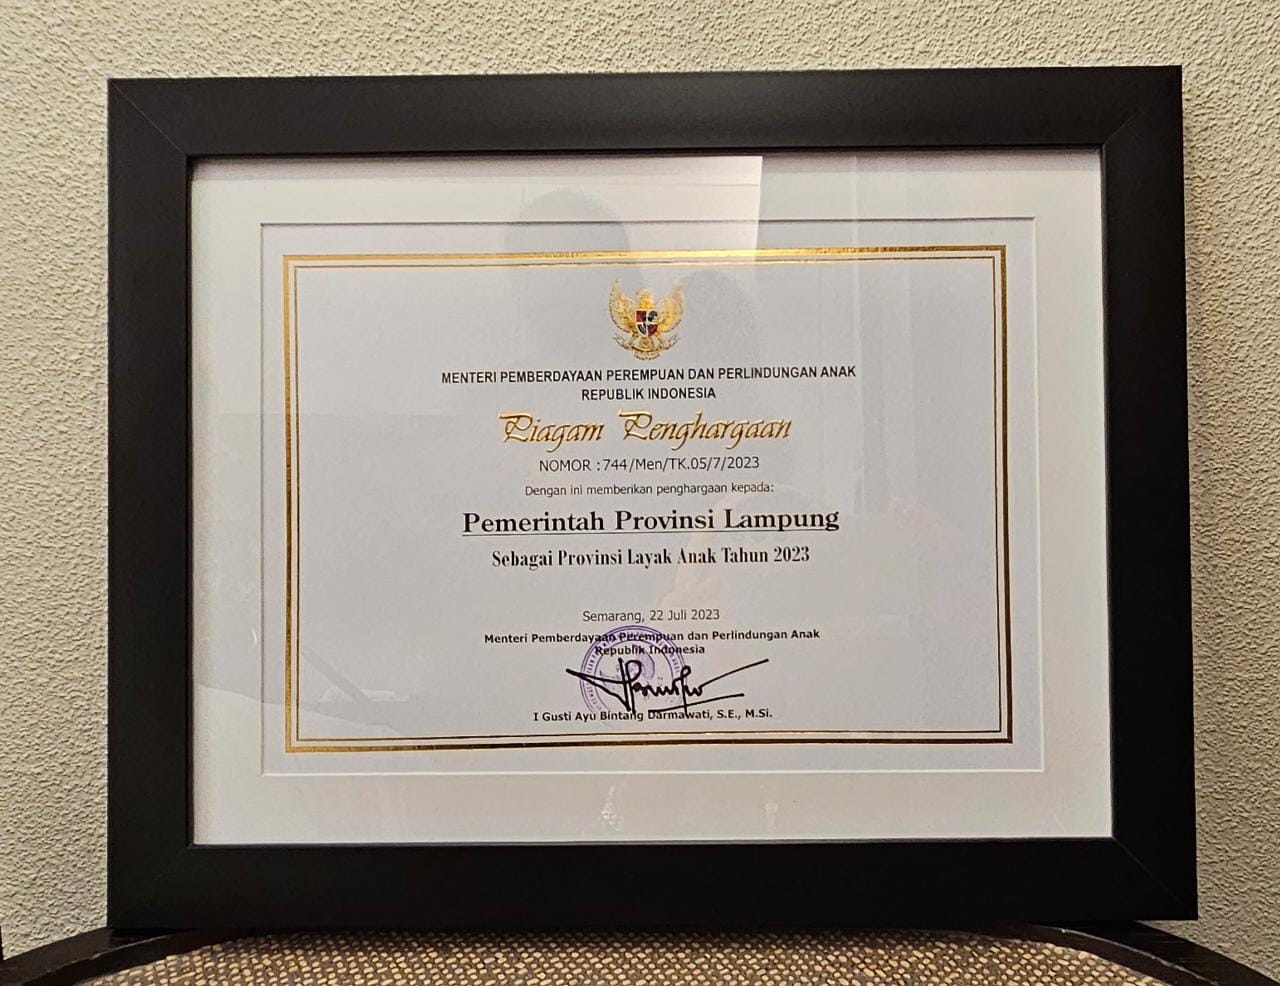 MENTERI PEMBERDAYAAN PEREMPUAN DAN PERLINDUNGAN ANAK
REPUBLIK INDONESIA
Piagam Penghargaan
NOMOR : 744/Men/TK.05/7/2023
Dengan ini memberikan penghargaan kepada:
Pemerintah Provinsi Lampung
Sebagai Provinsi Layak Anak Tahun 2023
Semarang, 22 Juli 2023
Menteri Pemberdayaan Perempuan dan Perlindungan Anak
Republik Indonesia
I Gusti Ayu Bintang Darmawati, S.E., M.Si.